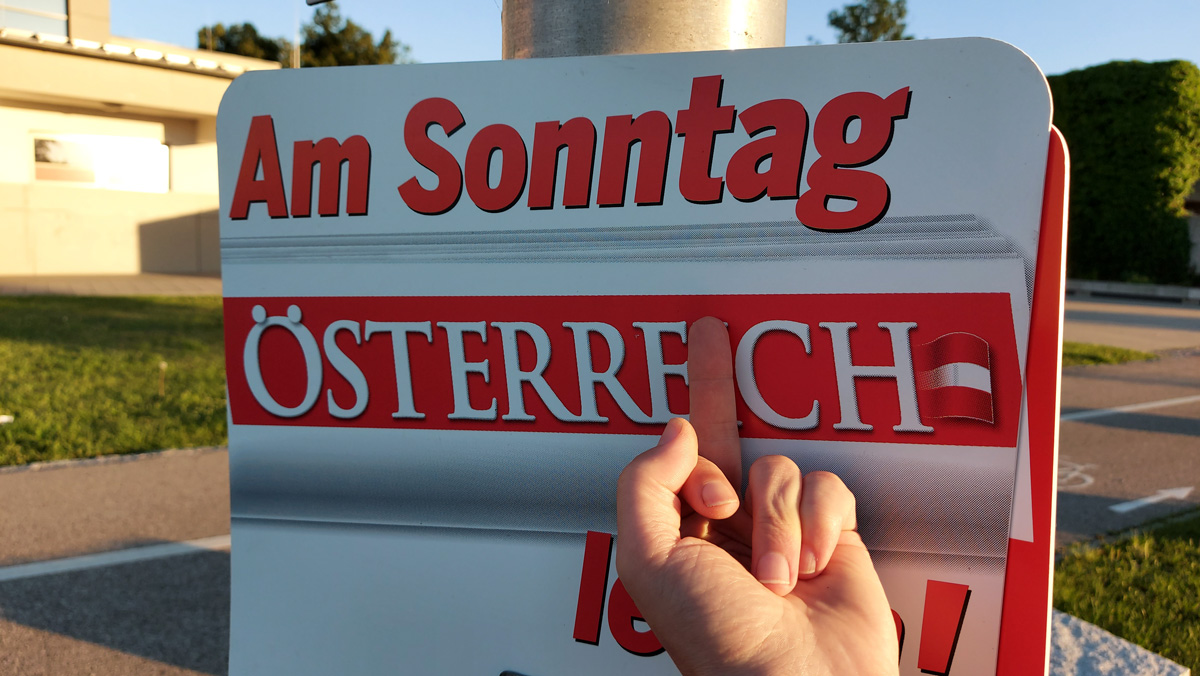 Am Sonntag
ÖSTERREICH
!